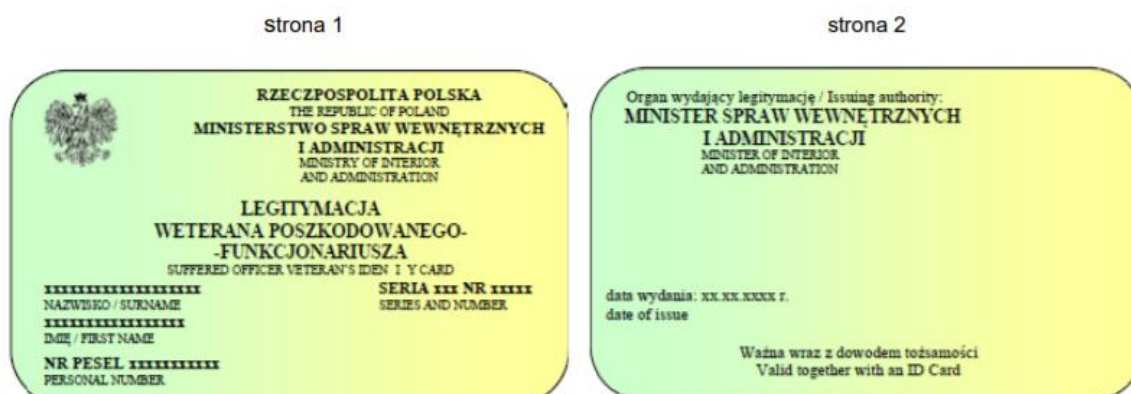 strona 1
RZECZPOSPOLITA POLSKA
THE REPUBLIC OF POLAND
MINISTERSTWO SPRAW WEWNĘTRZNYCH
I ADMINISTRACJI
MINISTRY OF INTERIOR
AND ADMINISTRATION
LEGITYMACJA
WETERANA POSZKODOWANEGO-
-FUNKCJONARIUSZA
SUFFERED OFFICER VETERAN'S IDEN I Y CARD
xxxxxxxxxxxxxxxxxxx SERIA xxx NR xxxxx
NAZWISKO / SURNAME SERIES AND NUMBER
xxxxxxxxxxxxxxxxx
IMIĘ / FIRST NAME
NR PESEL xxxxxxxxxxx
PERSONAL NUMBER
strona 2
Organ wydający legitymację / Issuing authority:
MINISTER SPRAW WEWNĘTRZNYCH
I ADMINISTRACJI
MINISTER OF INTERIOR
AND ADMINISTRATION
data wydania: xx.xx.xxxx r.
date of issue
Ważna wraz z dowodem tożsamości
Valid together with an ID Card